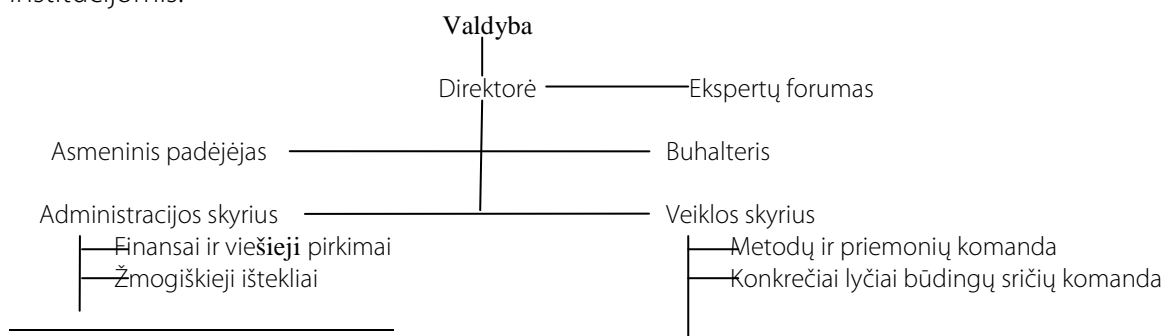 Valdyba
Direktorė Ekspertų forumas
Asmeninis padėjėjas Buhalteris
Administracijos skyrius Veiklos skyrius
Finansai ir viešieji pirkimai Metodų ir priemonių komanda
Žmogiškieji ištekliai Konkrečiai lyčiai būdingų sričių komanda